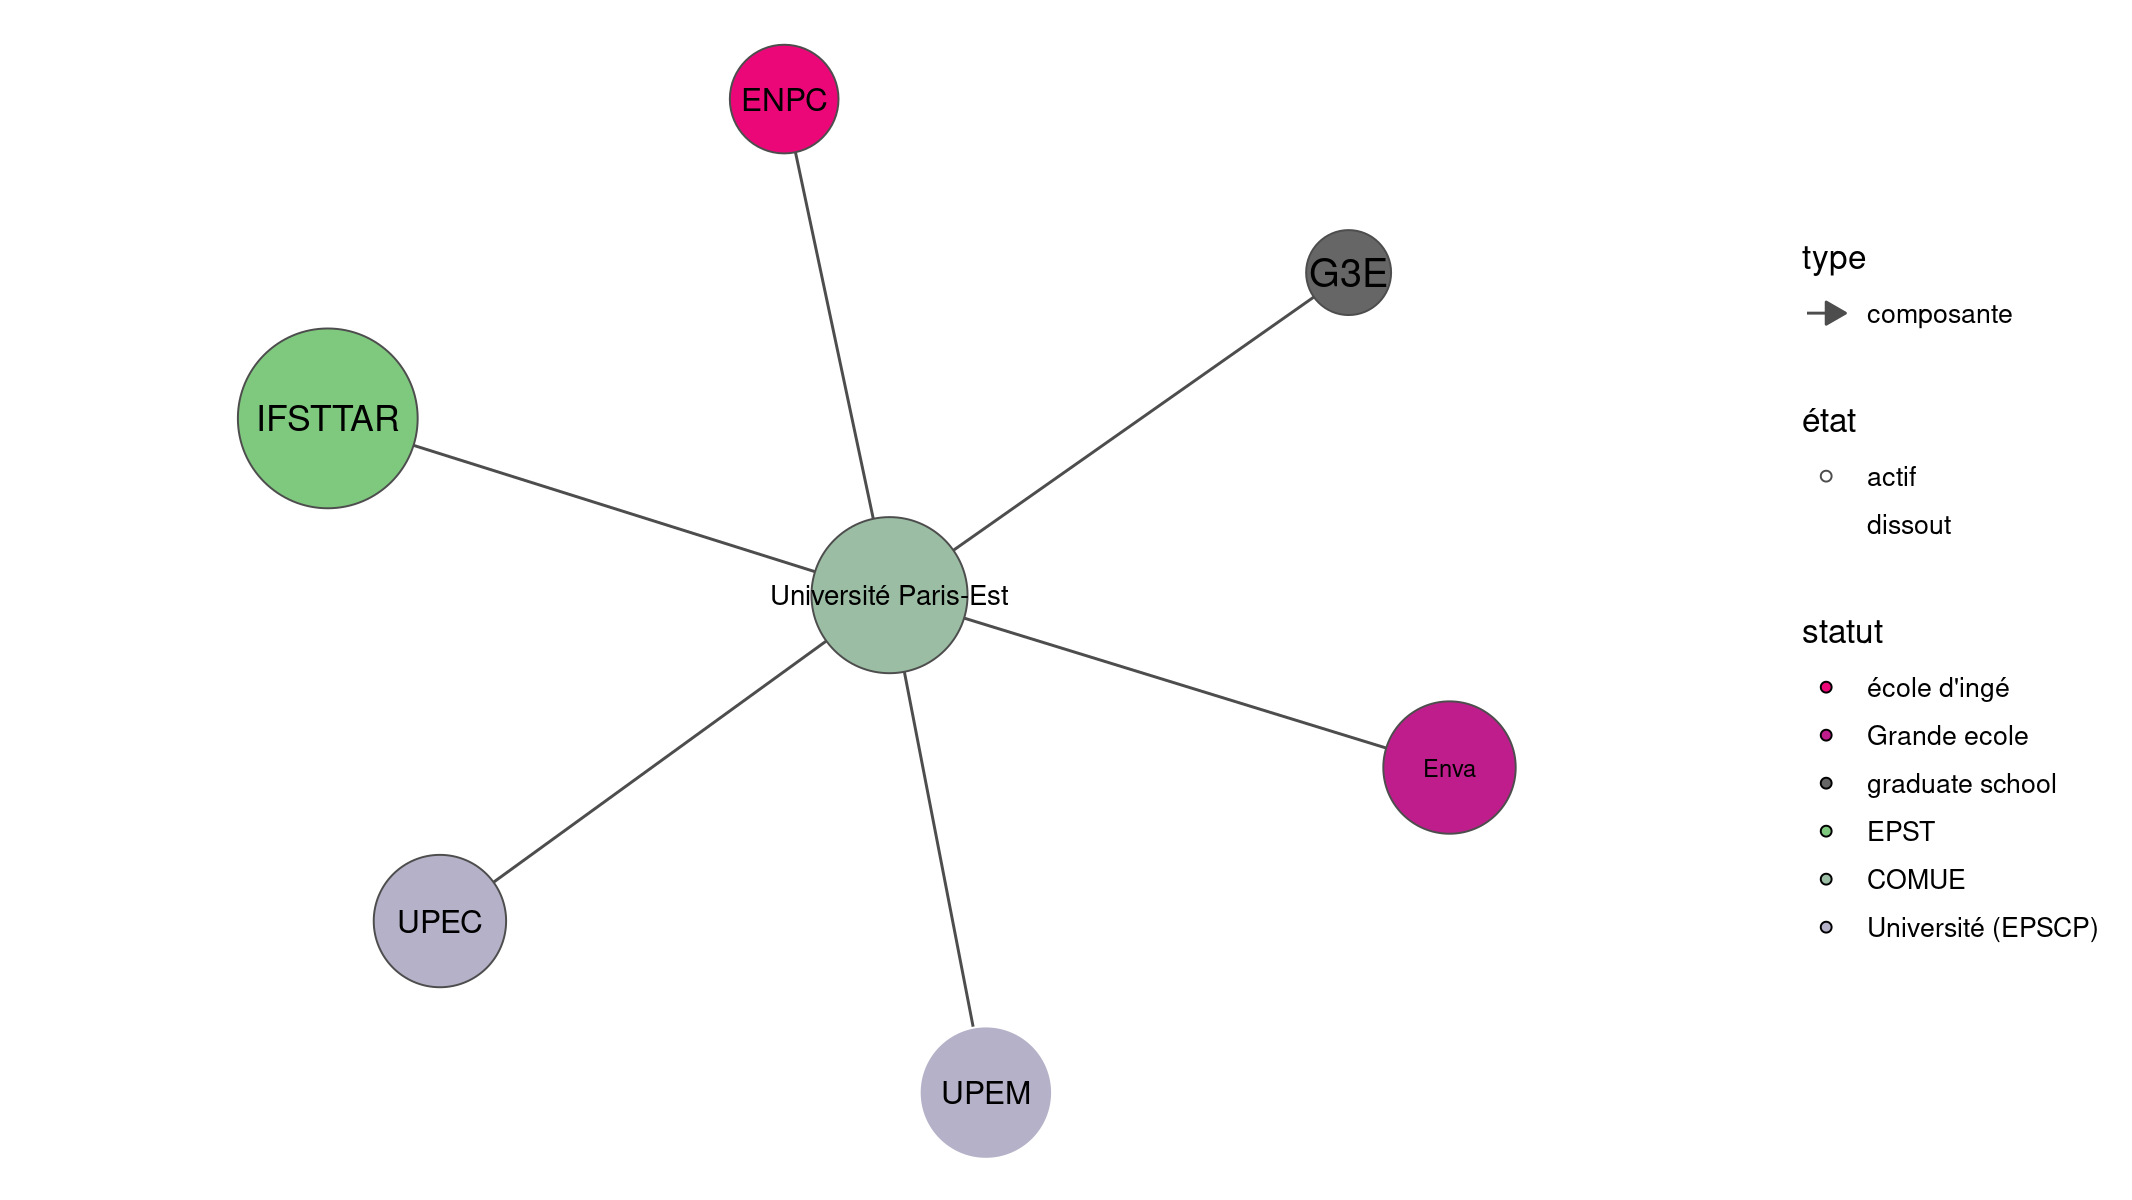 ENPC
G3E
IFSTTAR
Université Paris-Est
Enva
UPEC
UPEM
type
composante
état
actif
dissout
statut
école d'ingé
Grande ecole
graduate school
EPST
COMUE
Université (EPSCP)